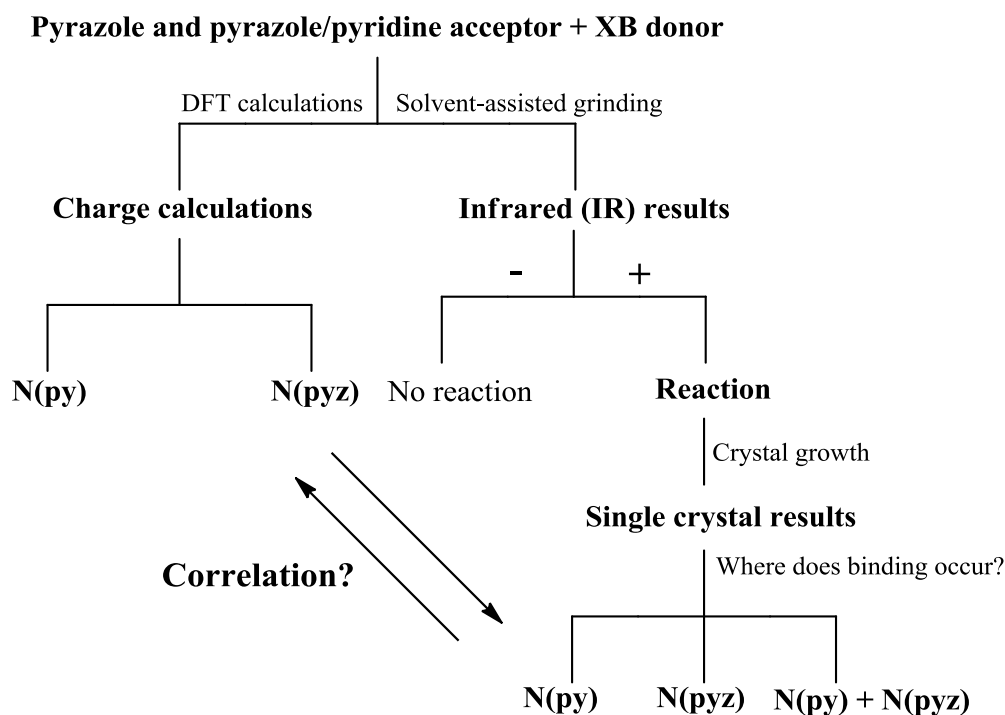 Pyrazole and pyrazole/pyridine acceptor + XB donor
DFT calculations Solvent-assisted grinding
Charge calculations Infrared (IR) results
- +
N(py) N(pyz) No reaction Reaction
Crystal growth
Single crystal results
Where does binding occur?
Correlation?
N(py) N(pyz) N(py) + N(pyz)